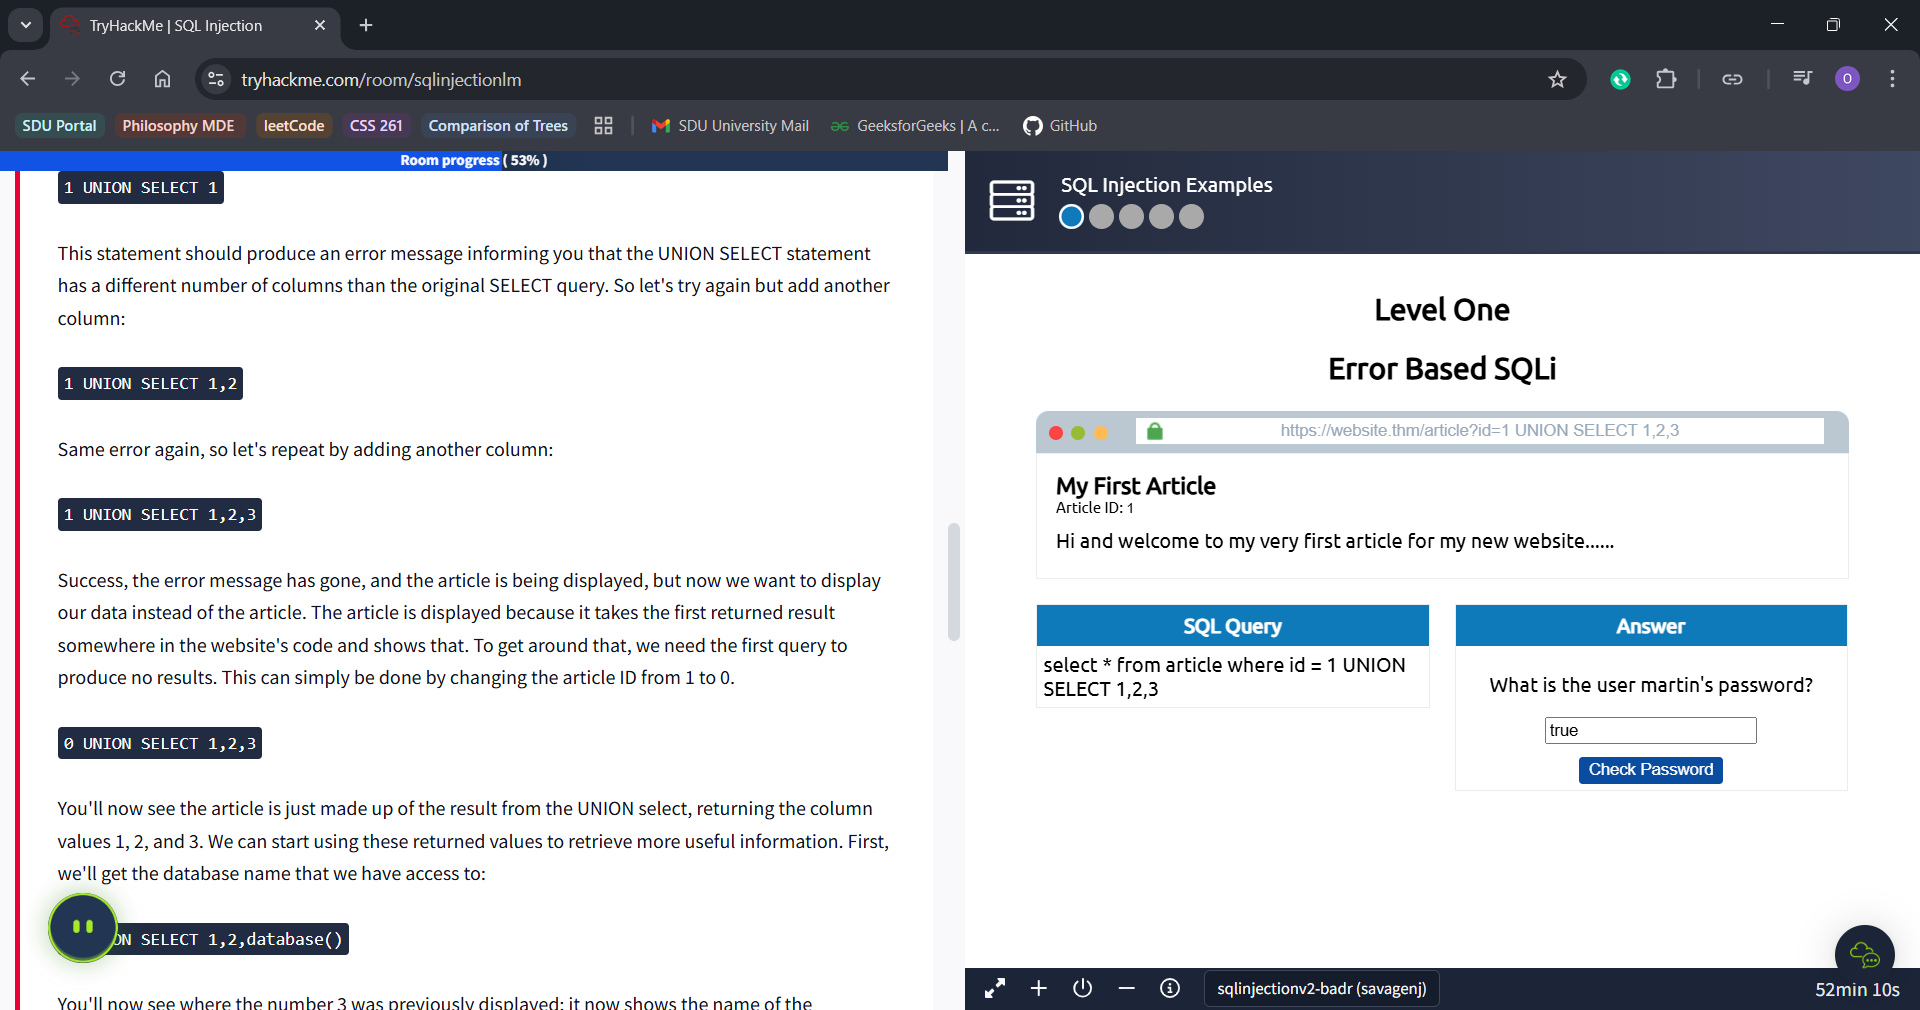 TryHackMe | SQL Injection
tryhackme.com/room/sqlinjectionlm
O
SDU Portal
Philosophy MDE
leetCode
CSS 261
Comparison of Trees
SDU University Mail
GeeksforGeeks | A c...
GitHub
Room progress ( 53% )
1 UNION SELECT 1
This statement should produce an error message informing you that the UNION SELECT statement
has a different number of columns than the original SELECT query. So let's try again but add another
column:
1 UNION SELECT 1,2
Same error again, so let's repeat by adding another column:
1 UNION SELECT 1,2,3
Success, the error message has gone, and the article is being displayed, but now we want to display
our data instead of the article. The article is displayed because it takes the first returned result
somewhere in the website's code and shows that. To get around that, we need the first query to
produce no results. This can simply be done by changing the article ID from 1 to 0.
0 UNION SELECT 1,2,3
You'll now see the article is just made up of the result from the UNION select, returning the column
values 1, 2, and 3. We can start using these returned values to retrieve more useful information. First,
we'll get the database name that we have access to:
ON SELECT 1,2,database()
You'll now see where the number 3 was previously displayed; it now shows the name of the
SQL Injection Examples
Level One
Error Based SQLi
https://website.thm/article?id=1 UNION SELECT 1,2,3
My First Article
Article ID: 1
Hi and welcome to my very first article for my new website......
SQL Query
select * from article where id = 1 UNION
SELECT 1,2,3
Answer
What is the user martin's password?
true
Check Password
sqlinjectionv2-badr (savagenj)
52min 10s